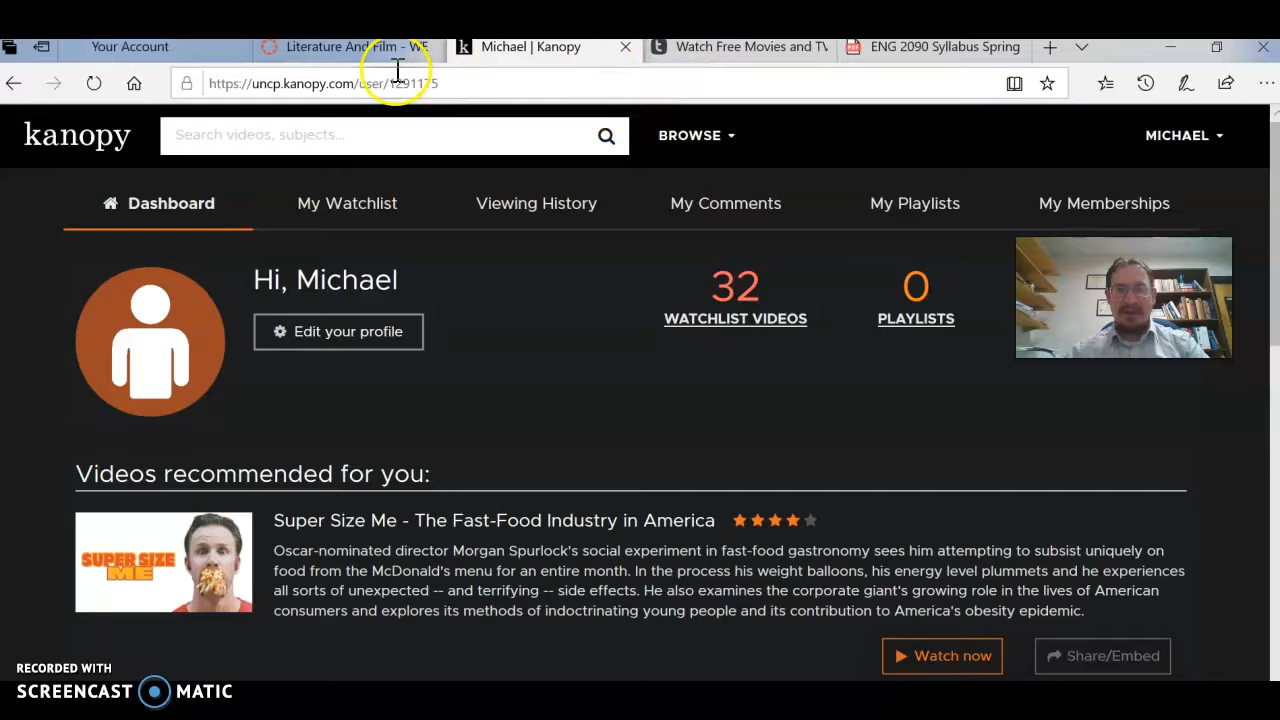 Your Account
Literature And Film - WE
k Michael | Kanopy
t Watch Free Movies and TV
PDF ENG 2090 Syllabus Spring
https://uncp.kanopy.com/user/1291175
kanopy
Search videos, subjects...
BROWSE
MICHAEL
Dashboard
My Watchlist
Viewing History
My Comments
My Playlists
My Memberships
Hi, Michael
Edit your profile
32
WATCHLIST VIDEOS
0
PLAYLISTS
Videos recommended for you:
SUPER SIZE
ME
Super Size Me - The Fast-Food Industry in America
Oscar-nominated director Morgan Spurlock's social experiment in fast-food gastronomy sees him attempting to subsist uniquely on
food from the McDonald's menu for an entire month. In the process his weight balloons, his energy level plummets and he experiences
all sorts of unexpected -- and terrifying -- side effects. He also examines the corporate giant's growing role in the lives of American
consumers and explores its methods of indoctrinating young people and its contribution to America's obesity epidemic.
Watch now
Share/Embed
RECORDED WITH
SCREENCAST MATIC